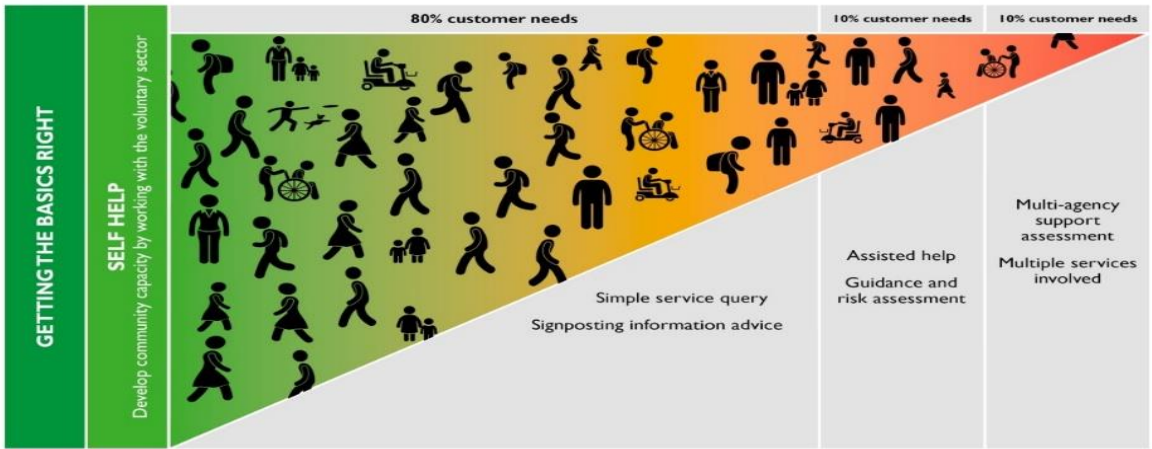 GETTING THE BASICS RIGHT
SELF HELP
Develop community capacity by working with the voluntary sector
80% customer needs
10% customer needs
10% customer needs
Simple service query
Signposting information advice
Assisted help
Guidance and
risk assessment
Multi-agency
support
assessment
Multiple services
involved